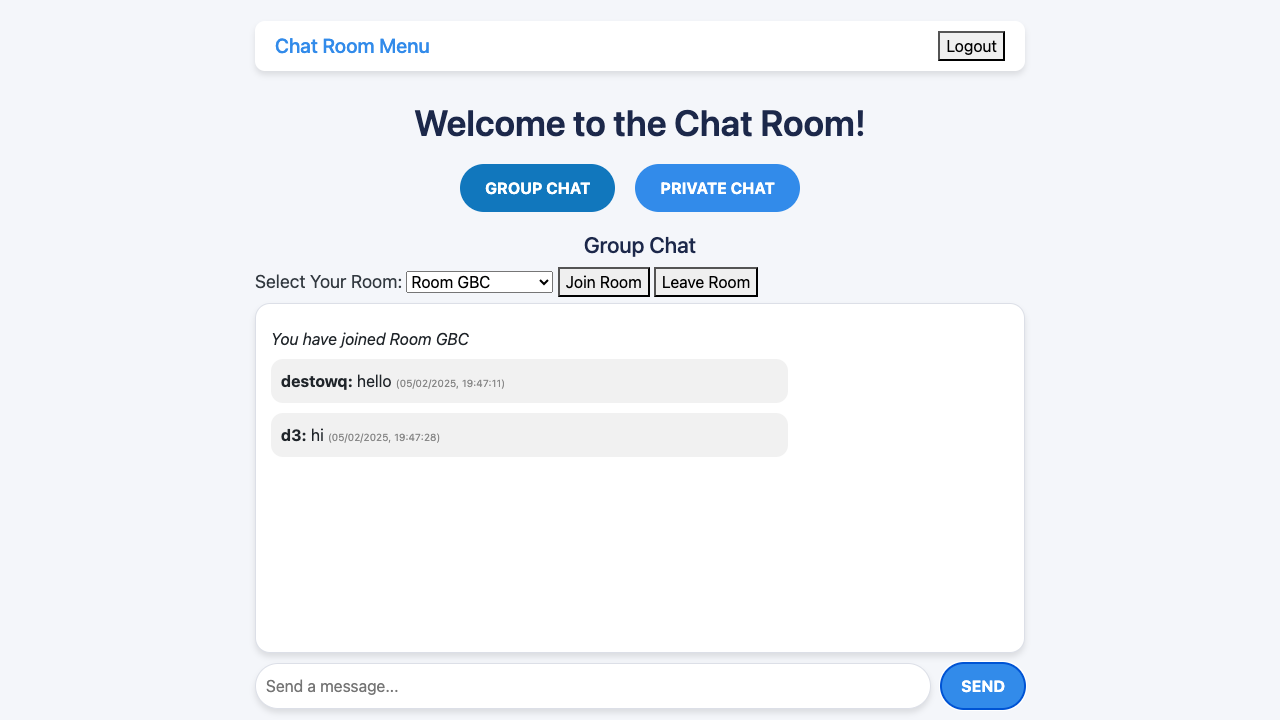 Chat Room Menu Logout
Welcome to the Chat Room!
GROUP CHAT PRIVATE CHAT
Group Chat
Select Your Room: Room GBC Join Room Leave Room
You have joined Room GBC
destowq: hello (05/02/2025, 19:47:11)
d3: hi (05/02/2025, 19:47:28)
Send a message... SEND